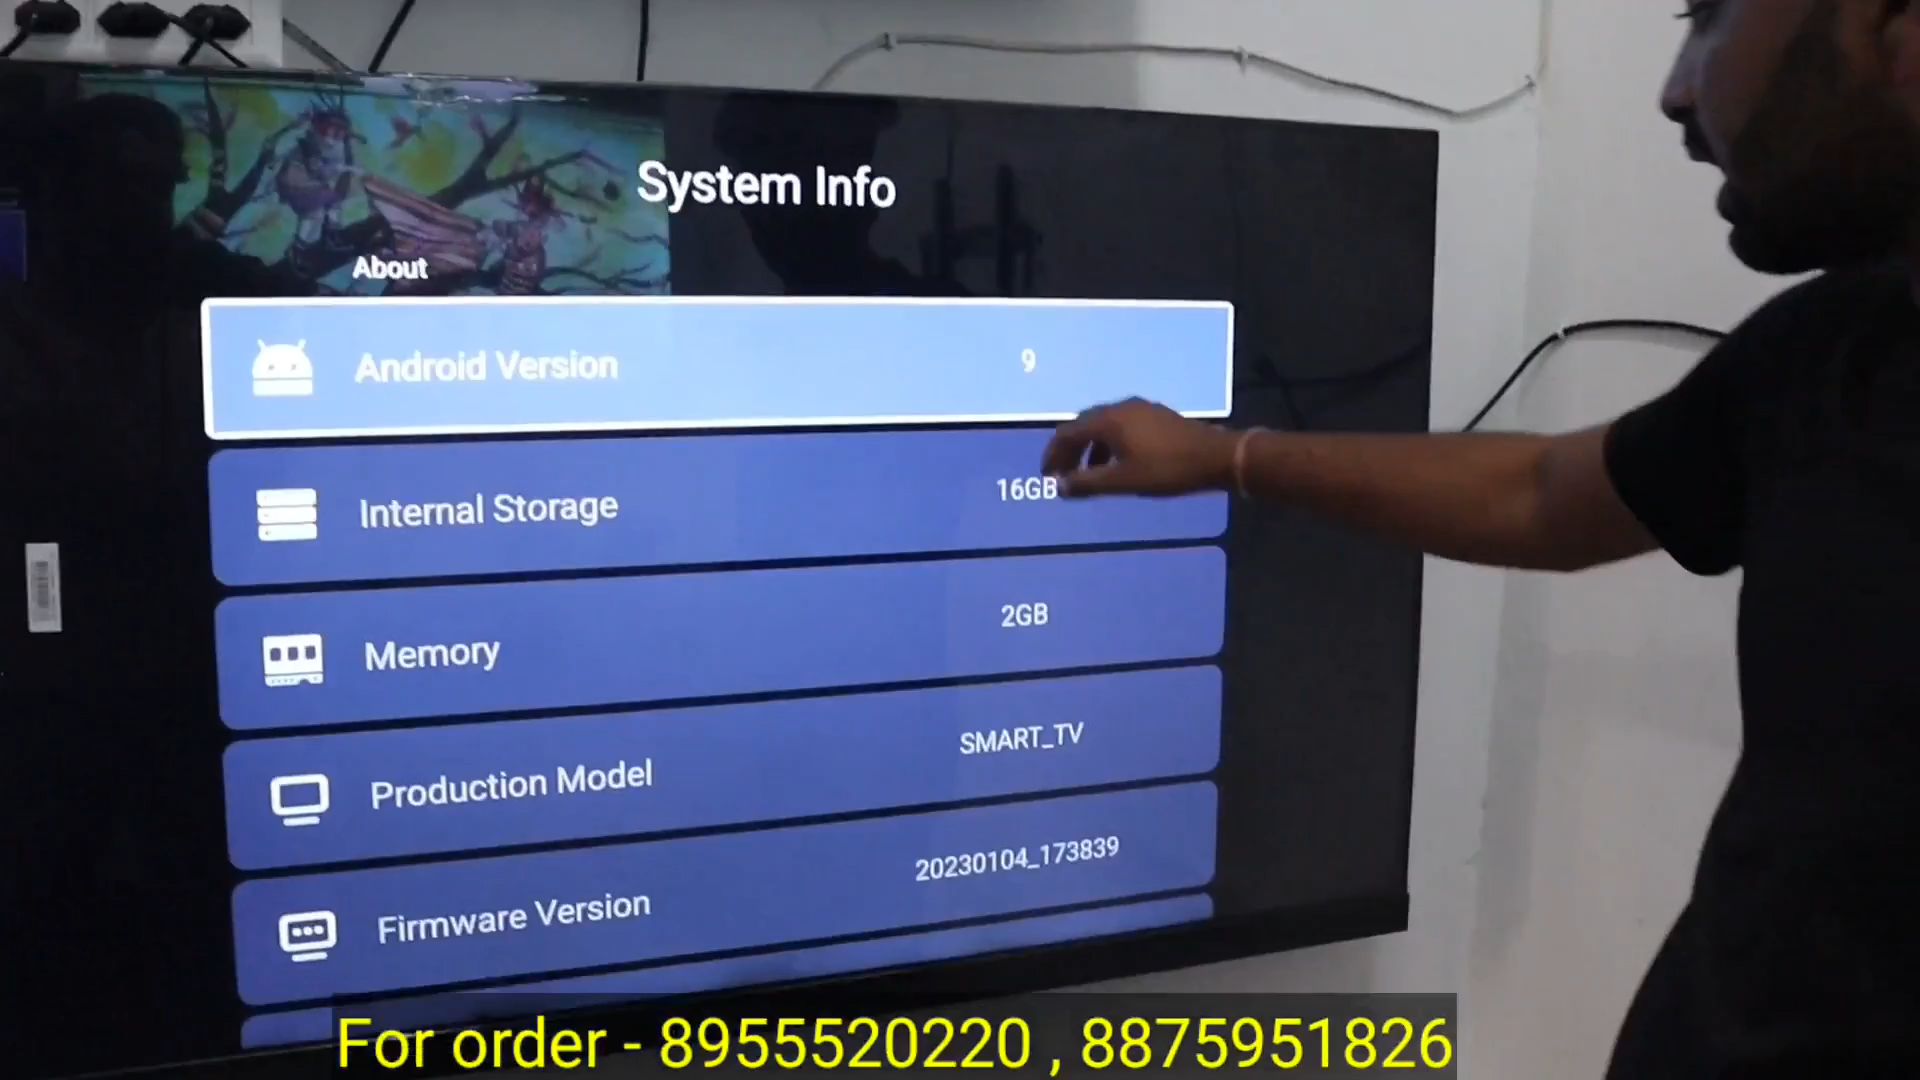 System Info
About
Android Version 9
Internal Storage 16GB
Memory 2GB
Production Model SMART_TV
Firmware Version 20230104_173839
For order - 8955520220 , 8875951826